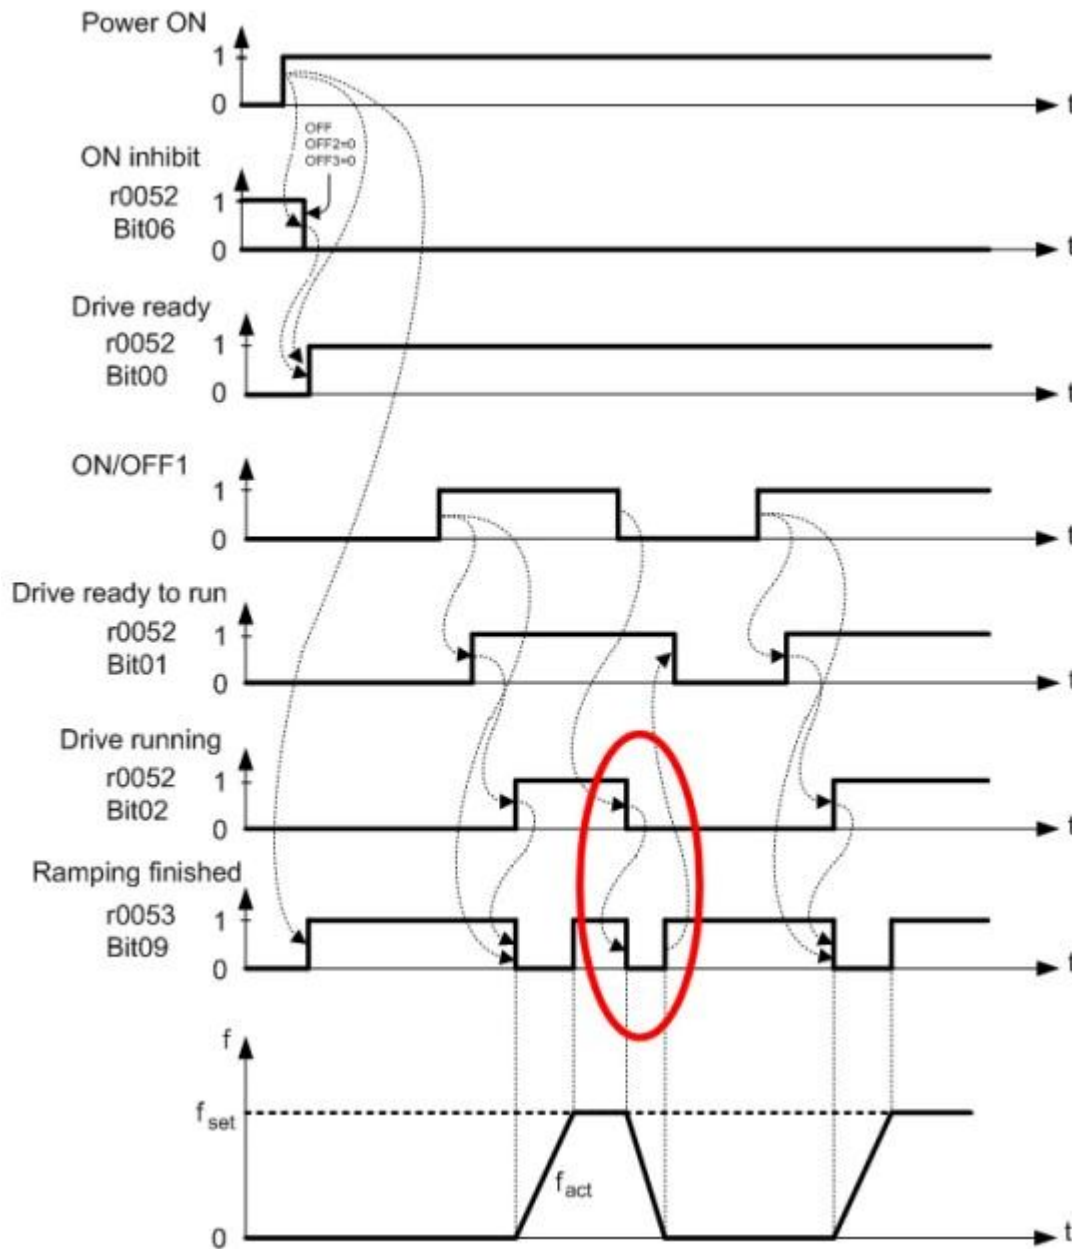 Power ON
1
0
t
OFF
OFF2=0
OFF3=0
ON inhibit
r0052
Bit06
1
0
t
Drive ready
r0052
Bit00
1
0
t
ON/OFF1
1
0
t
Drive ready to run
r0052
Bit01
1
0
t
Drive running
r0052
Bit02
1
0
t
Ramping finished
r0053
Bit09
1
0
t
f
fset
fact
0
t